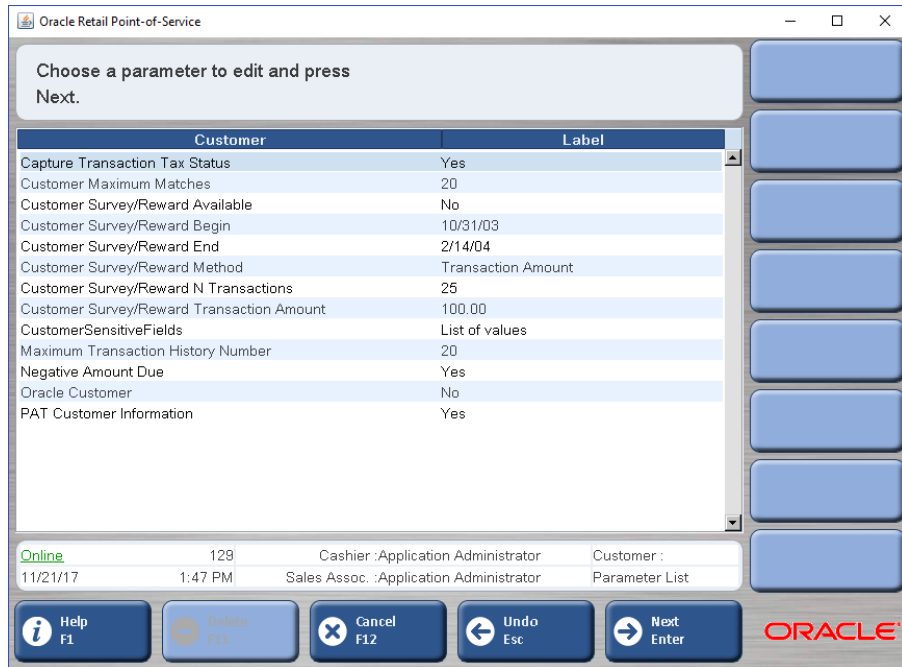 Oracle Retail Point-of-Service
Choose a parameter to edit and press
Next.
Customer Label
Capture Transaction Tax Status Yes
Customer Maximum Matches 20
Customer Survey/Reward Available No
Customer Survey/Reward Begin 10/31/03
Customer Survey/Reward End 2/14/04
Customer Survey/Reward Method Transaction Amount
Customer Survey/Reward N Transactions 25
Customer Survey/Reward Transaction Amount 100.00
CustomerSensitiveFields List of values
Maximum Transaction History Number 20
Negative Amount Due Yes
Oracle Customer No
PAT Customer Information Yes
Online 129 Cashier :Application Administrator Customer :
11/21/17 1:47 PM Sales Assoc. :Application Administrator Parameter List
Help Delete Cancel Undo Next
F1 F12 Esc Enter
ORACLE